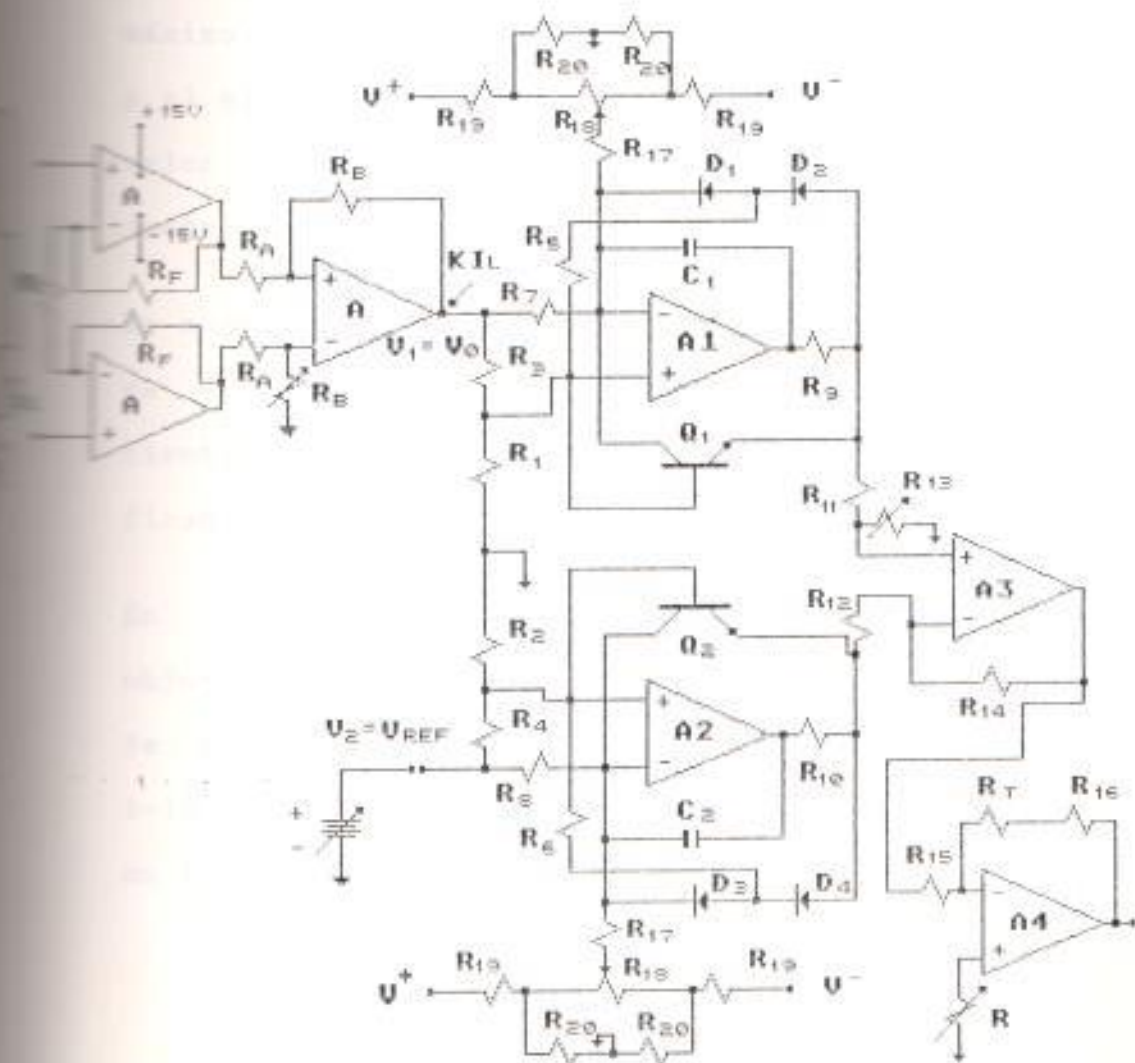 R20 R20
V+ V-
R19 R18 R19
+15V
R17
D1 D2
RB
+
A
-
-15V
RA
R5
RF
KIL
C1
R7
+
A
-
-
A1
+
V1 = V0
R3
R9
RF
RA
RB
-
A
+
Q1
R1
R11
R13
+
A3
-
R12
R2
Q2
R14
R4
+
A2
-
V2 = VREF
R8
R10
C2
RT R16
+
-
R6
R15
D3 D4
-
A4
+
R17
R19 R18 R19
V+ V-
R
R20 R20